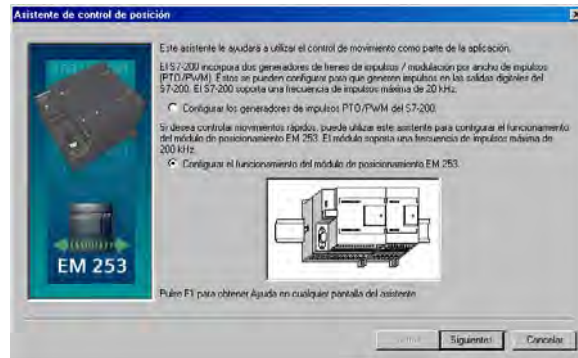 Asistente de control de posición
Este asistente le ayudará a utilizar el control de movimiento como parte de la aplicación.
El S7-200 incorpora dos generadores de trenes de impulsos / modulación por ancho de impulsos
(PTO/PWM). Estos se pueden configurar para que generen impulsos en las salidas digitales del
S7-200. El S7-200 soporta una frecuencia de impulsos máxima de 20 kHz.
Configurar los generadores de impulsos PTO/PWM del S7-200.
Si desea controlar movimientos rápidos, puede utilizar este asistente para configurar el funcionamiento
del módulo de posicionamiento EM 253. El módulo soporta una frecuencia de impulsos máxima de
200 kHz.
Configurar el funcionamiento del módulo de posicionamiento EM 253.
EM 253
Pulse F1 para obtener Ayuda en cualquier pantalla del asistente.
Siguiente>
Cancelar